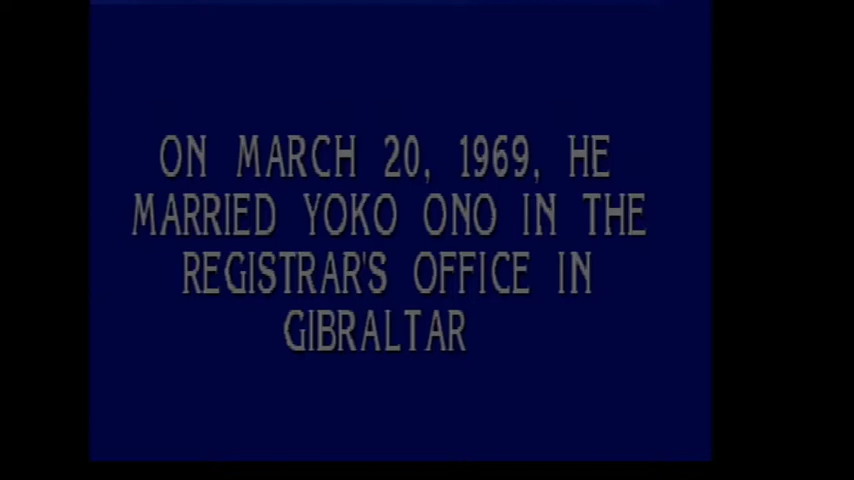 ON MARCH 20, 1969, HE
MARRIED YOKO ONO IN THE
REGISTRAR'S OFFICE IN
GIBRALTAR